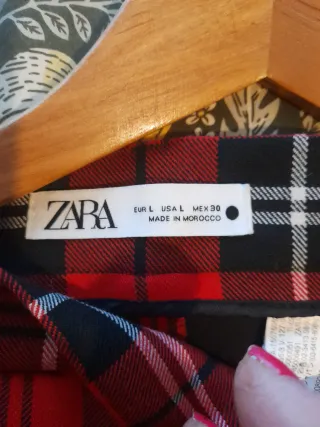 ZARA
EUR L USA L MEX 30
MADE IN MOROCCO